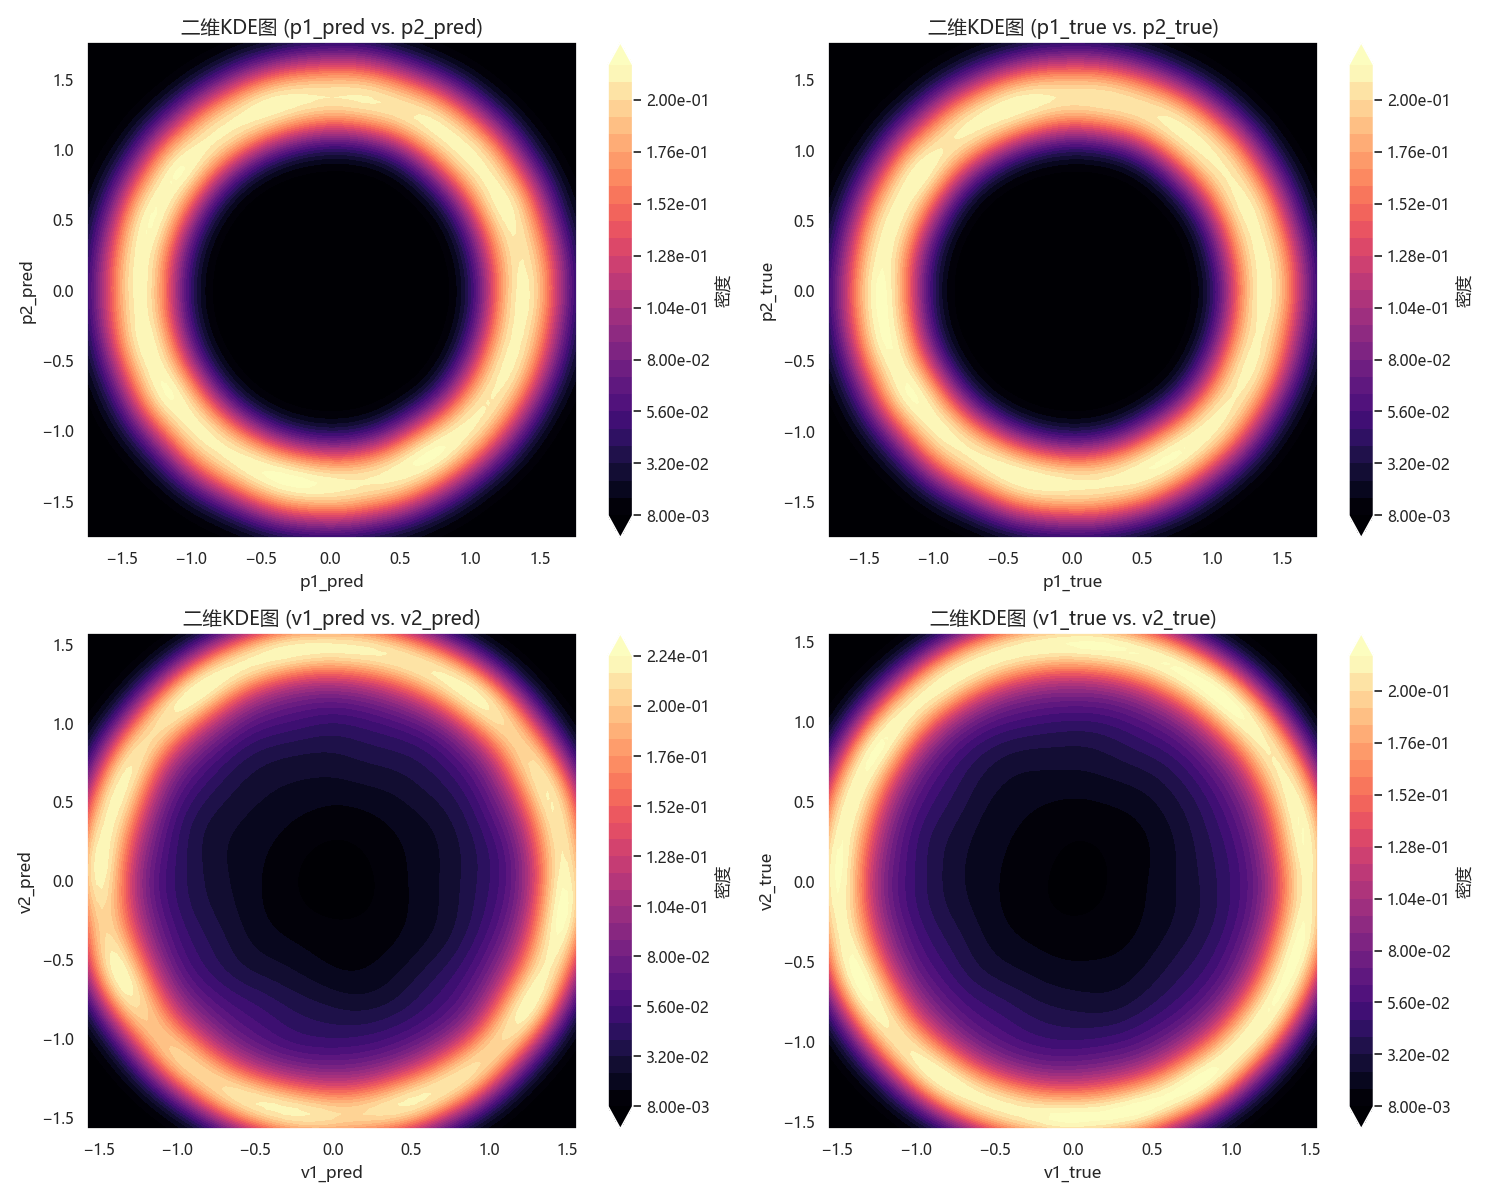 二维KDE图 (p1_pred vs. p2_pred)
1.5
1.0
0.5
0.0
−0.5
−1.0
−1.5
p2_pred
−1.5 −1.0 −0.5 0.0 0.5 1.0 1.5
p1_pred
2.00e-01
1.76e-01
1.52e-01
1.28e-01
1.04e-01
8.00e-02
5.60e-02
3.20e-02
8.00e-03
密度
二维KDE图 (p1_true vs. p2_true)
1.5
1.0
0.5
0.0
−0.5
−1.0
−1.5
p2_true
−1.5 −1.0 −0.5 0.0 0.5 1.0 1.5
p1_true
2.00e-01
1.76e-01
1.52e-01
1.28e-01
1.04e-01
8.00e-02
5.60e-02
3.20e-02
8.00e-03
密度
二维KDE图 (v1_pred vs. v2_pred)
1.5
1.0
0.5
0.0
−0.5
−1.0
−1.5
v2_pred
−1.5 −1.0 −0.5 0.0 0.5 1.0 1.5
v1_pred
2.24e-01
2.00e-01
1.76e-01
1.52e-01
1.28e-01
1.04e-01
8.00e-02
5.60e-02
3.20e-02
8.00e-03
密度
二维KDE图 (v1_true vs. v2_true)
1.5
1.0
0.5
0.0
−0.5
−1.0
−1.5
v2_true
−1.5 −1.0 −0.5 0.0 0.5 1.0 1.5
v1_true
2.00e-01
1.76e-01
1.52e-01
1.28e-01
1.04e-01
8.00e-02
5.60e-02
3.20e-02
8.00e-03
密度